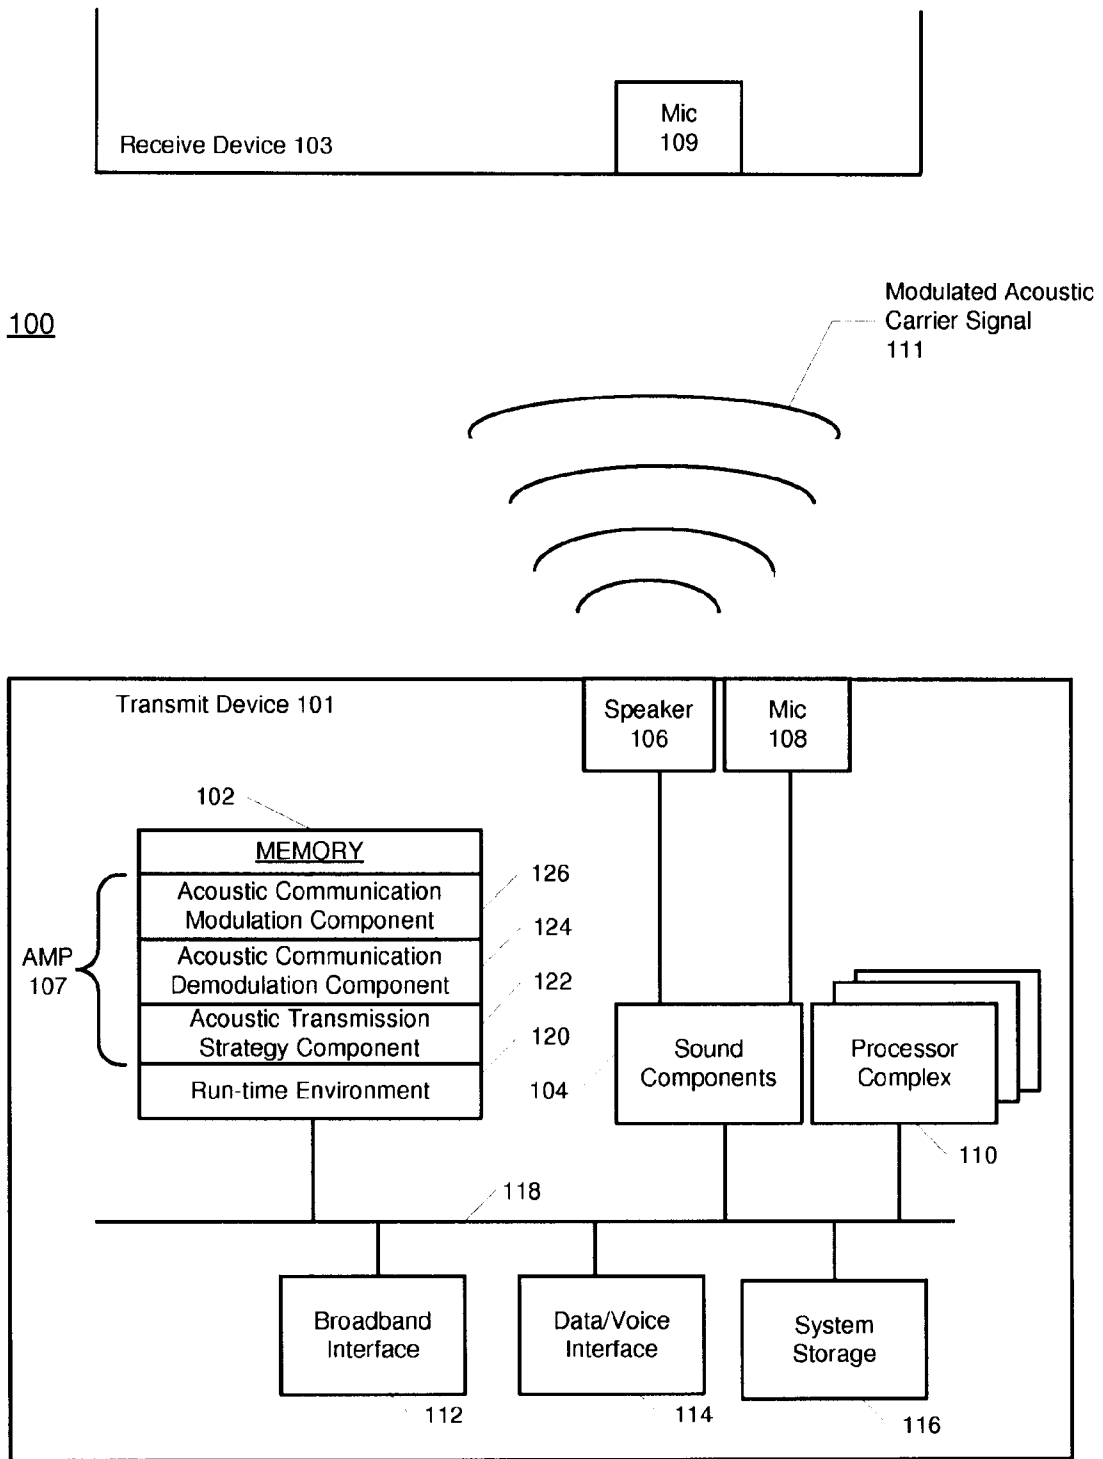 Receive Device 103
Mic
109
100
Modulated Acoustic
Carrier Signal
111
Transmit Device 101
Speaker
106
Mic
108
102
MEMORY
Acoustic Communication
Modulation Component
126
Acoustic Communication
Demodulation Component
124
AMP
107
Acoustic Transmission
Strategy Component
122
Run-time Environment
120
104
Sound
Components
Processor
Complex
110
118
Broadband
Interface
112
Data/Voice
Interface
114
System
Storage
116